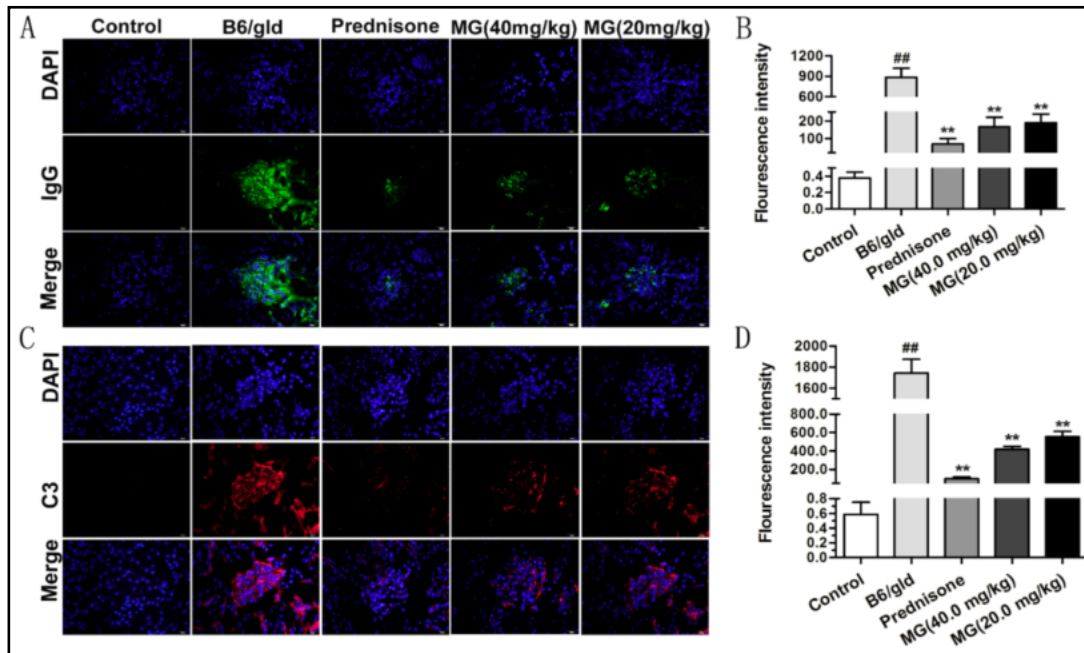 A
Control B6/gld Prednisone MG(40mg/kg) MG(20mg/kg)
DAPI
IgG
Merge
B
Flourescence intensity
1200
900
600
200
100
0.4
0.2
0.0
##
**
**
**
Control
B6/gld
Prednisone
MG(40.0 mg/kg)
MG(20.0 mg/kg)
C
DAPI
C3
Merge
D
Flourescence intensity
2000
1800
1600
800.0
600.0
400.0
200.0
0.8
0.6
0.4
0.2
0.0
##
**
**
**
Control
B6/gld
Prednisone
MG(40.0 mg/kg)
MG(20.0 mg/kg)